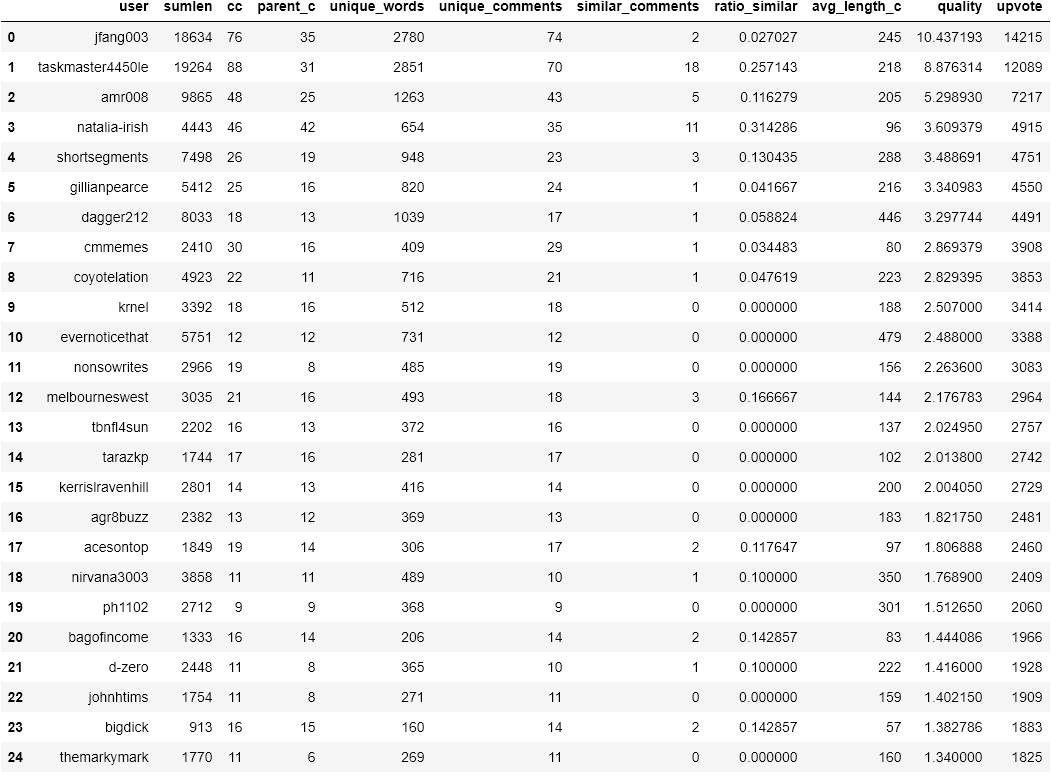 user sumlen cc parent_c unique_words unique_comments similar_comments ratio_similar avg_length_c quality upvote
0 jfang003 18634 76 35 2780 74 2 0.027027 245 10.437193 14215
1 taskmaster4450le 19264 88 31 2851 70 18 0.257143 218 8.876314 12089
2 amr008 9865 48 25 1263 43 5 0.116279 205 5.298930 7217
3 natalia-irish 4443 46 42 654 35 11 0.314286 96 3.609379 4915
4 shortsegments 7498 26 19 948 23 3 0.130435 288 3.488691 4751
5 gillianpearce 5412 25 16 820 24 1 0.041667 216 3.340983 4550
6 dagger212 8033 18 13 1039 17 1 0.058824 446 3.297744 4491
7 cmmemes 2410 30 16 409 29 1 0.034483 80 2.869379 3908
8 coyotelation 4923 22 11 716 21 1 0.047619 223 2.829395 3853
9 krnel 3392 18 16 512 18 0 0.000000 188 2.507000 3414
10 evernoticethat 5751 12 12 731 12 0 0.000000 479 2.488000 3388
11 nonsowrites 2966 19 8 485 19 0 0.000000 156 2.263600 3083
12 melbourneswest 3035 21 16 493 18 3 0.166667 144 2.176783 2964
13 tbnfl4sun 2202 16 13 372 16 0 0.000000 137 2.024950 2757
14 tarazkp 1744 17 16 281 17 0 0.000000 102 2.013800 2742
15 kerrislravenhill 2801 14 13 416 14 0 0.000000 200 2.004050 2729
16 agr8buzz 2382 13 12 369 13 0 0.000000 183 1.821750 2481
17 acesontop 1849 19 14 306 17 2 0.117647 97 1.806888 2460
18 nirvana3003 3858 11 11 489 10 1 0.100000 350 1.768900 2409
19 ph1102 2712 9 9 368 9 0 0.000000 301 1.512650 2060
20 bagofincome 1333 16 14 206 14 2 0.142857 83 1.444086 1966
21 d-zero 2448 11 8 365 10 1 0.100000 222 1.416000 1928
22 johnhtims 1754 11 8 271 11 0 0.000000 159 1.402150 1909
23 bigdick 913 16 15 160 14 2 0.142857 57 1.382786 1883
24 themarkymark 1770 11 6 269 11 0 0.000000 160 1.340000 1825